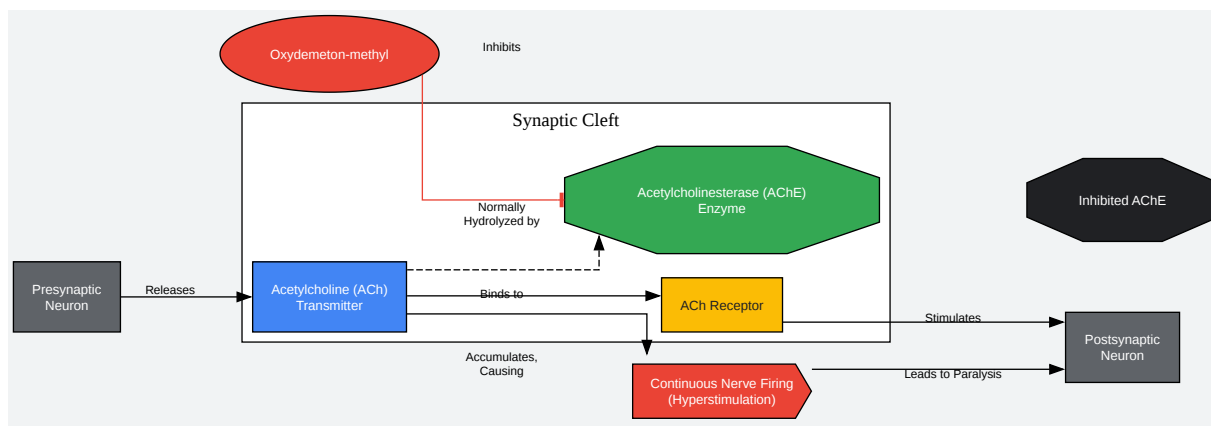 Oxydemeton-methyl
Inhibits
Synaptic Cleft
Acetylcholinesterase (AChE)
Enzyme
Inhibited AChE
Normally
Hydrolyzed by
Presynaptic
Neuron
Releases
Acetylcholine (ACh)
Transmitter
Binds to
ACh Receptor
Stimulates
Postsynaptic
Neuron
Accumulates,
Causing
Continuous Nerve Firing
(Hyperstimulation)
Leads to Paralysis